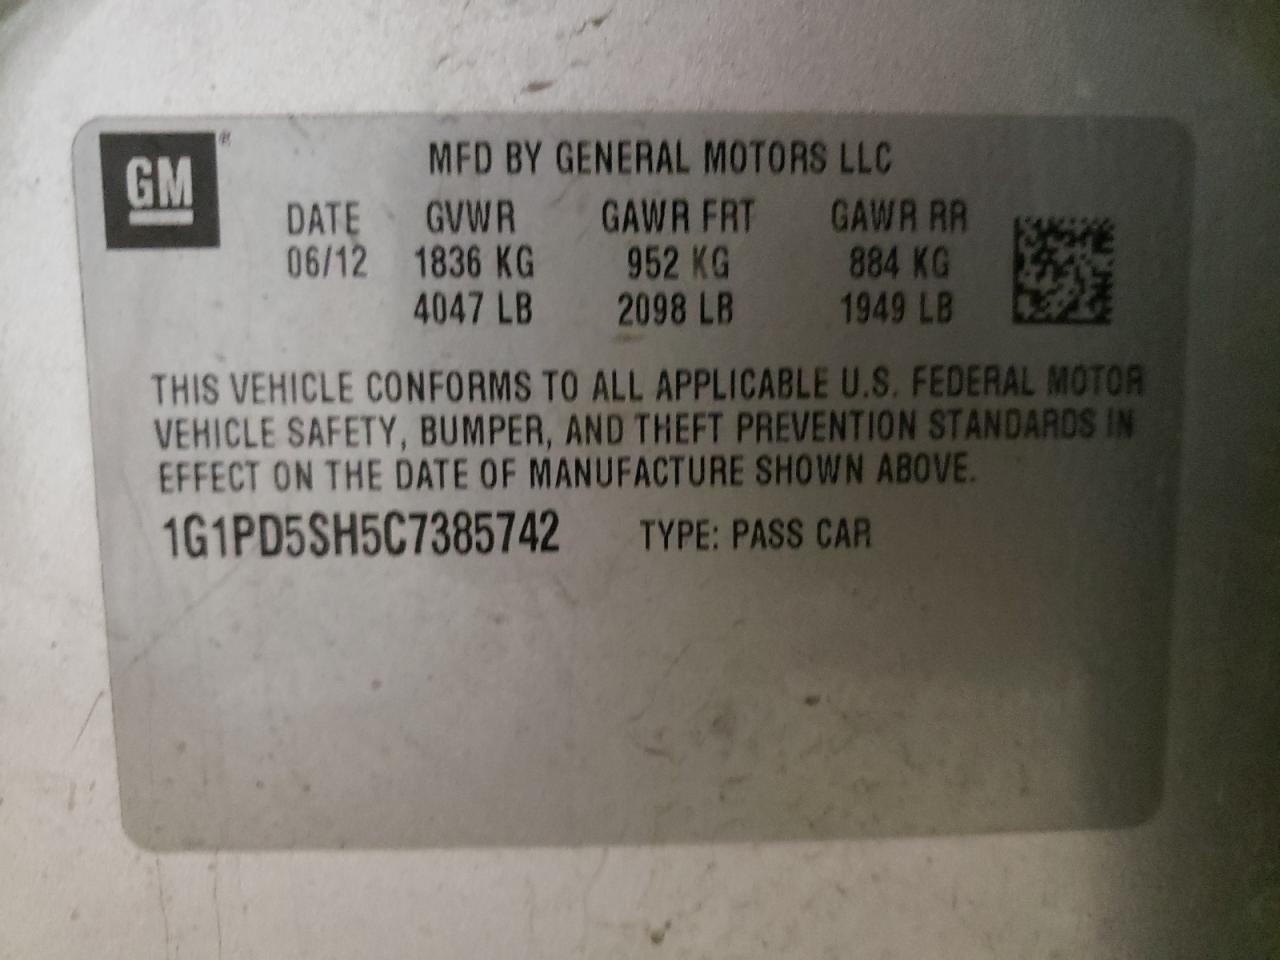 GM®
MFD BY GENERAL MOTORS LLC
DATE GVWR GAWR FRT GAWR RR
06/12 1836 KG 952 KG 884 KG
4047 LB 2098 LB 1949 LB
THIS VEHICLE CONFORMS TO ALL APPLICABLE U.S. FEDERAL MOTOR
VEHICLE SAFETY, BUMPER, AND THEFT PREVENTION STANDARDS IN
EFFECT ON THE DATE OF MANUFACTURE SHOWN ABOVE.
1G1PD5SH5C7385742 TYPE: PASS CAR